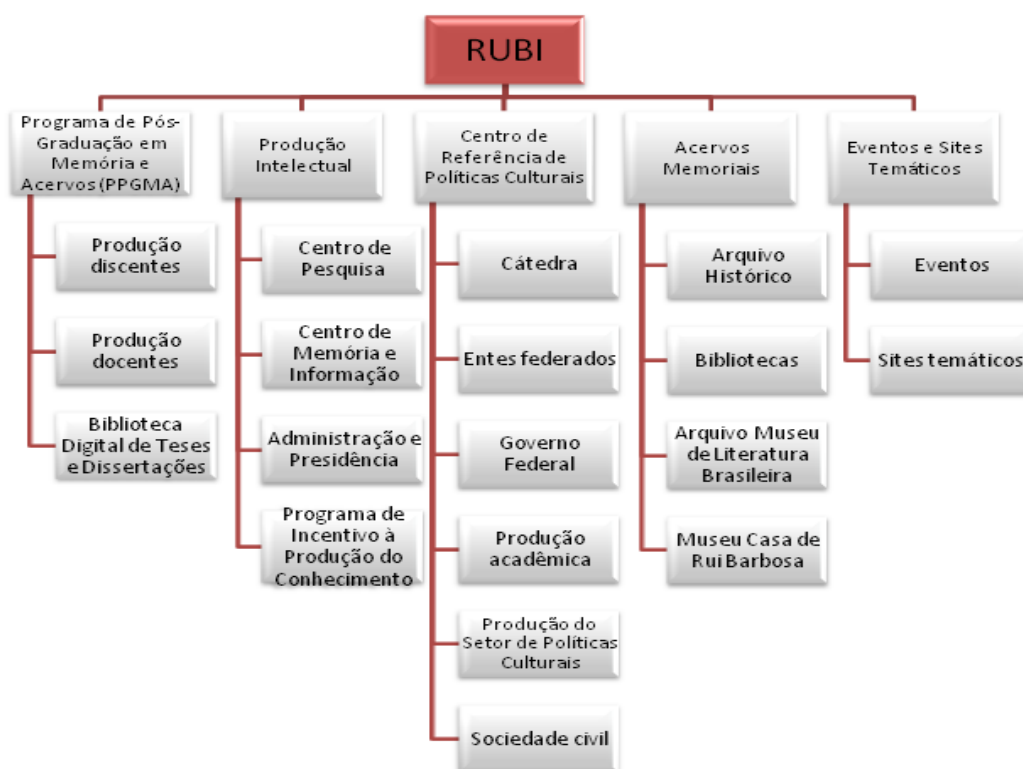 RUBI
Programa de Pós-
Graduação em
Memória e
Acervos (PPGMA)
Produção
discentes
Produção
docentes
Biblioteca
Digital de Teses
e Dissertações
Produção
Intelectual
Centro de
Pesquisa
Centro de
Memória e
Informação
Administração e
Presidência
Programa de
Incentivo à
Produção do
Conhecimento
Centro de
Referência de
Políticas Culturais
Cátedra
Entes federados
Governo
Federal
Produção
acadêmica
Produção do
Setor de Políticas
Culturais
Sociedade civil
Acervos
Memoriais
Arquivo
Histórico
Bibliotecas
Arquivo Museu
de Literatura
Brasileira
Museu Casa de
Rui Barbosa
Eventos e Sites
Temáticos
Eventos
Sites temáticos